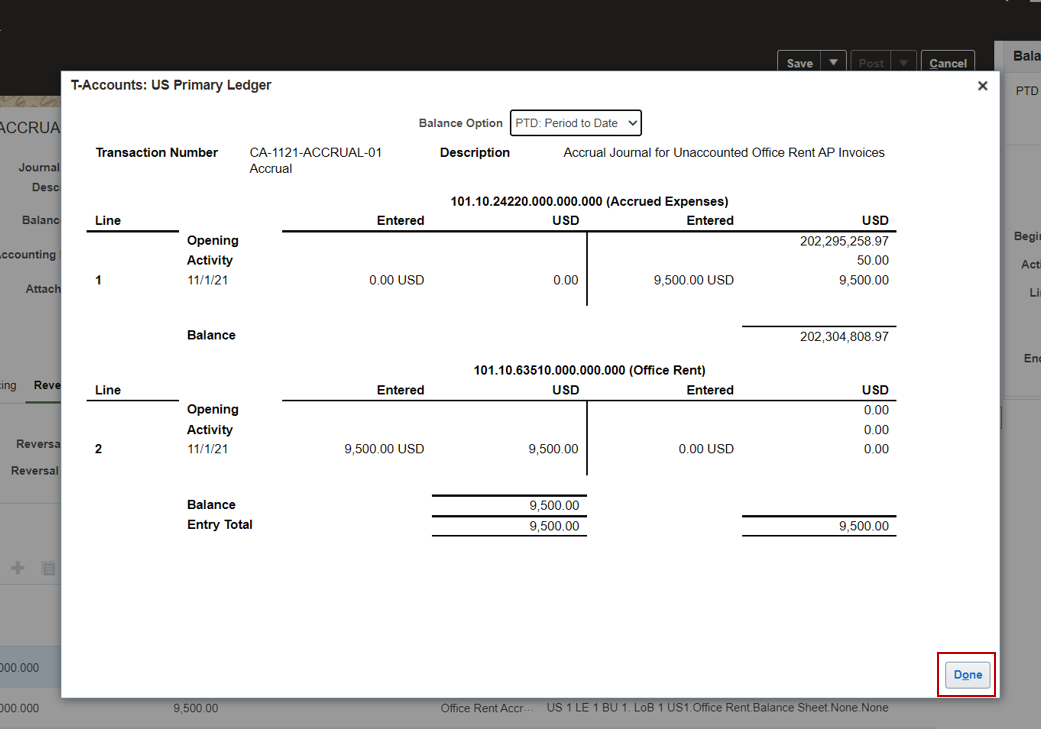 Save Post Cancel
Bala
T-Accounts: US Primary Ledger
PTD
Balance Option PTD: Period to Date
ACCRUA
Transaction Number CA-1121-ACCRUAL-01 Description Accrual Journal for Unaccounted Office Rent AP Invoices
Accrual
Journal
Desc
101.10.24220.000.000.000 (Accrued Expenses)
Balanc
Line Entered USD Entered USD
Opening 202,295,258.97
Begi
ccounting
Activity 50.00
Acti
1 11/1/21 0.00 USD 0.00 9,500.00 USD 9,500.00
Attach
Li
Balance 202,304,808.97
End
101.10.63510.000.000.000 (Office Rent)
cing Reve
Line Entered USD Entered USD
Opening 0.00
Activity 0.00
Reversa
2 11/1/21 9,500.00 USD 9,500.00 0.00 USD 0.00
Reversal
Balance 9,500.00
Entry Total 9,500.00 9,500.00
000.000
Done
000.000 9,500.00 Office Rent Accr... US 1 LE 1 BU 1. LoB 1 US1.Office Rent.Balance Sheet.None.None